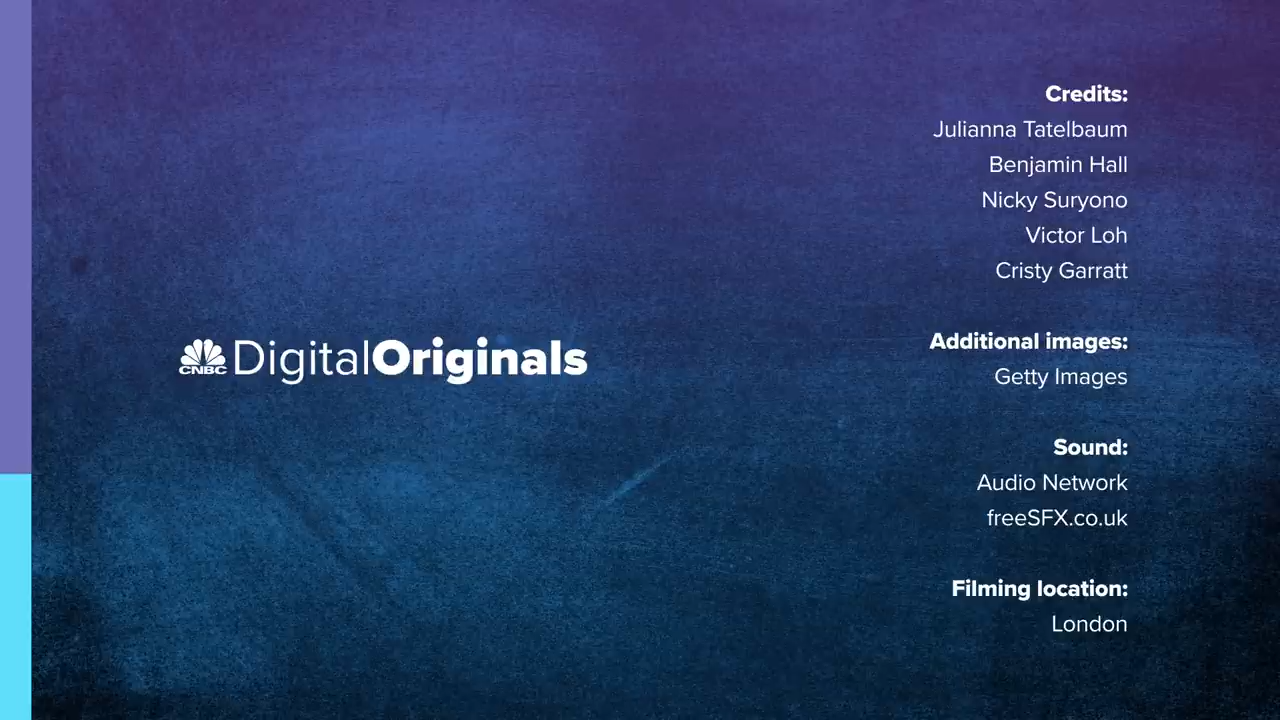 CNBC DigitalOriginals
Credits:
Julianna Tatelbaum
Benjamin Hall
Nicky Suryono
Victor Loh
Cristy Garratt
Additional images:
Getty Images
Sound:
Audio Network
freeSFX.co.uk
Filming location:
London